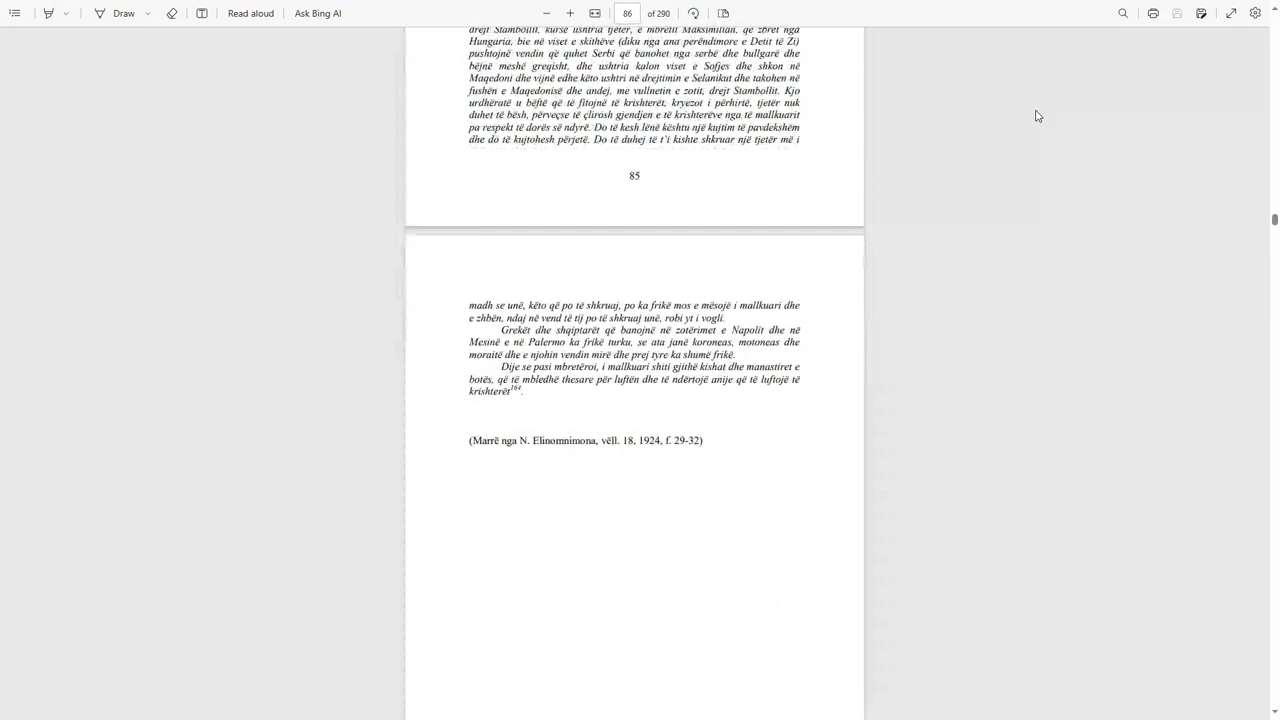 Draw
Read aloud
Ask Bing AI
86 of 290
drejt Stambollit, kurse ushtria tjetër, e mbretit Maksimilian, që zbret nga
Hungaria, bie në viset e skithëve (diku nga ana perëndimore e Detit të Zi)
pushtojnë vendin që quhet Serbi që banohet nga serbë dhe bullgarë dhe
bëjnë meshë greqisht, dhe ushtria kalon viset e Sofjes dhe shkon në
Maqedoni dhe vijnë edhe këto ushtri në drejtimin e Selanikut dhe takohen në
fushën e Maqedonisë dhe andej, me vullnetin e zotit, drejt Stambollit. Kjo
urdhëratë u bëftë që të fitojnë të krishterët, kryezot i përhirtë, tjetër nuk
duhet të bësh, përveçse të çlirosh gjendjen e të krishterëve nga të mallkuarit
pa respekt të dorës së ndyrë. Do të kesh lënë kështu një kujtim të pavdekshëm
dhe do të kujtohesh përjetë. Do të duhej të t'i kishte shkruar një tjetër më i
85
madh se unë, këto që po të shkruaj, po ka frikë mos e mësojë i mallkuari dhe
e zhbën, ndaj në vend të tij po të shkruaj unë, robi yt i vogli.
Grekët dhe shqiptarët që banojnë në zotërimet e Napolit dhe në
Mesinë e në Palermo ka frikë turku, se ata janë koroneas, motoneas dhe
moraitë dhe e njohin vendin mirë dhe prej tyre ka shumë frikë.
Dije se pasi mbretëroi, i mallkuari shiti gjithë kishat dhe manastiret e
botës, që të mbledhë thesare për luftën dhe të ndërtojë anije që të luftojë të
krishterët164.
(Marrë nga N. Elinomnimona, vëll. 18, 1924, f. 29-32)